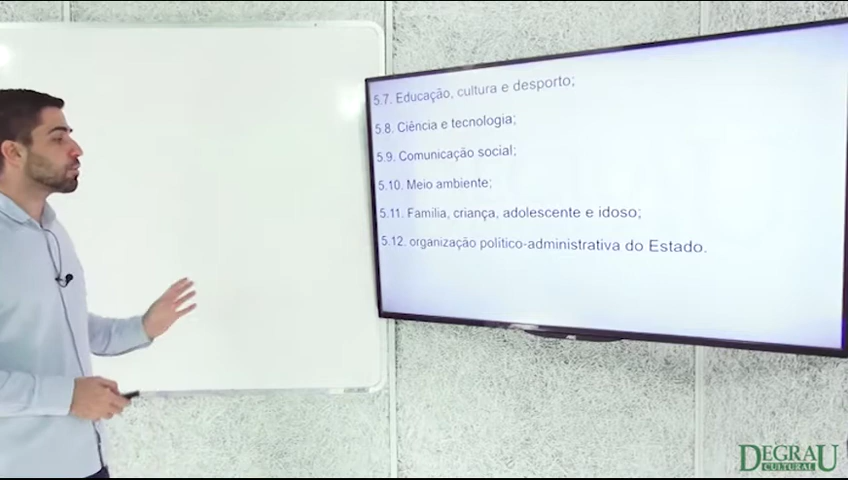 5.7. Educação, cultura e desporto;
5.8. Ciência e tecnologia;
5.9. Comunicação social;
5.10. Meio ambiente;
5.11. Família, criança, adolescente e idoso;
5.12. organização político-administrativa do Estado.
DEGRAU
CULTURAL